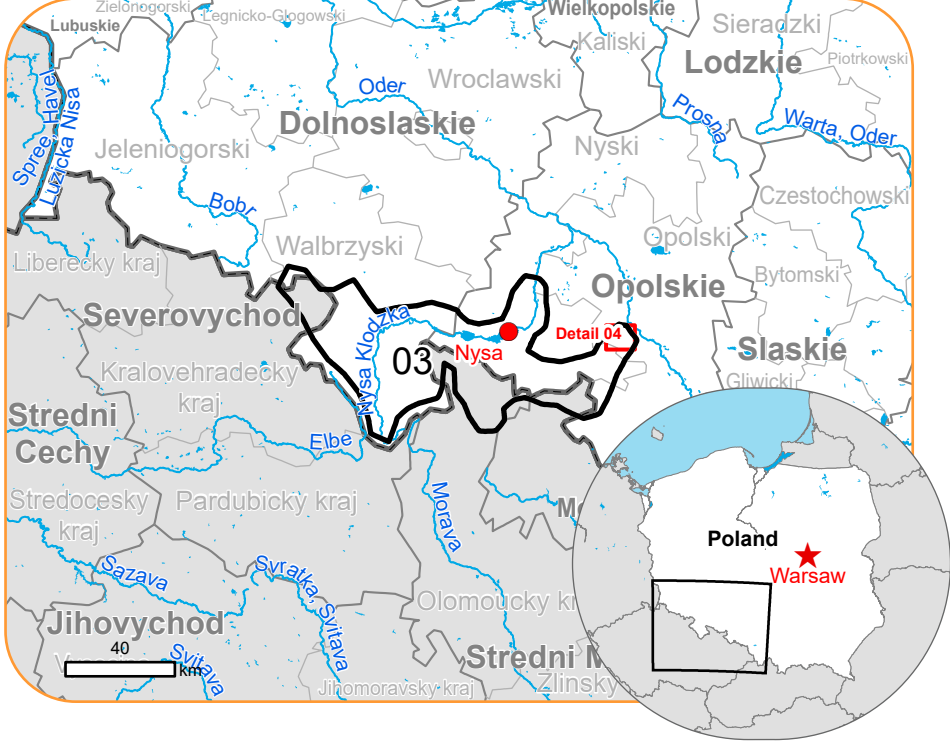 Zielonogorski
Legnicko-Glogowski
Wielkopolskie
Lubuskie
Kaliski
Sieradzki
Piotrkowski
Lodzkie
Wroclawski
Oder
Prosna
Warta, Oder
Dolnoslaskie
Spree, Havel
Luzicka Nisa
Jeleniogorski
Nyski
Czestochowski
Bobr
Walbrzyski
Opolski
Liberecky kraj
Bytomski
Opolskie
Severovychod
Nysa Klodzka
Detail 04
Nysa
03
Slaskie
Kralovehradecky
kraj
Gliwicki
Stredni
Cechy
Elbe
Stredocesky
kraj
Pardubicky kraj
Morava
Poland
Warsaw
Sazava
Svratka, Svitava
Olomoucky
Jihovychod
40
km
Svitava
Stredni
Zlinsky
Jihomoravsky kraj